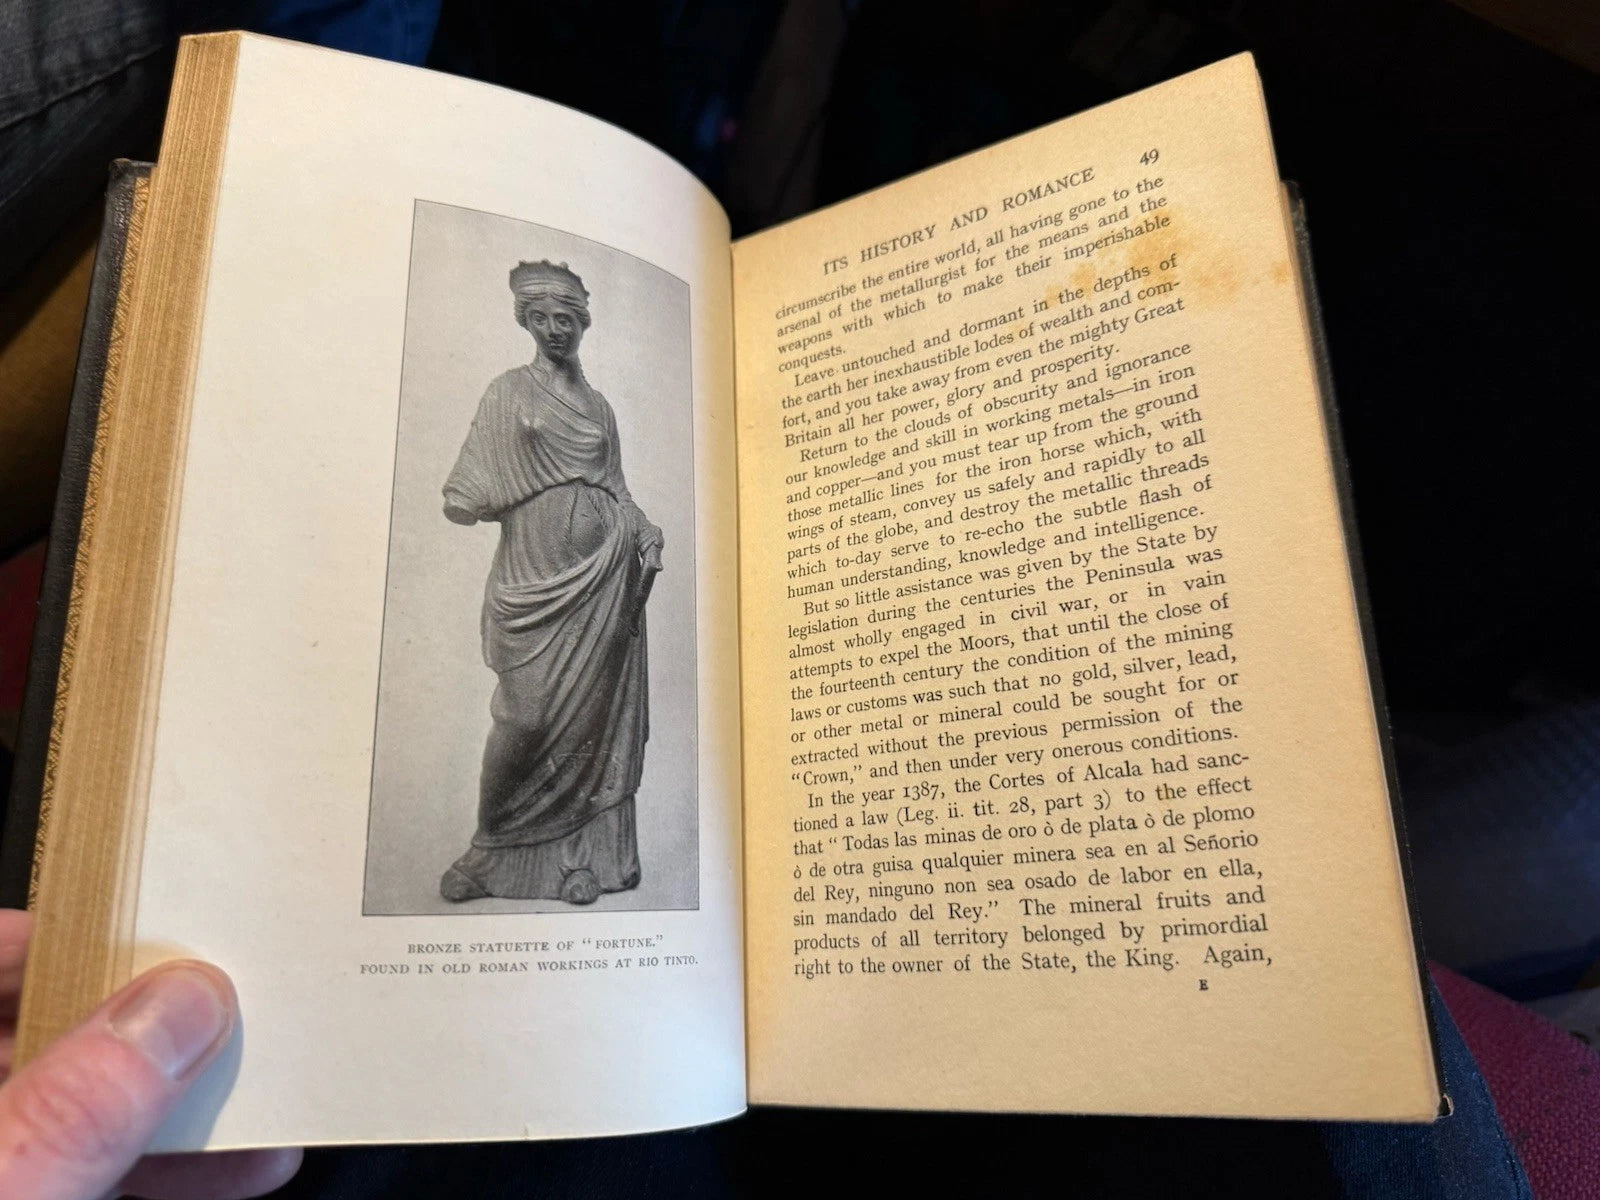 BRONZE STATUETTE OF "FORTUNE."
FOUND IN OLD ROMAN WORKINGS AT RIO TINTO.
ITS HISTORY AND ROMANCE 49
circumscribe the entire world, all having gone to the
arsenal of the metallurgist for the means and the
weapons with which to make their imperishable
conquests.
Leave untouched and dormant in the depths of
the earth her inexhaustible lodes of wealth and com-
fort, and you take away from even the mighty Great
Britain all her power, glory and prosperity.
Return to the clouds of obscurity and ignorance
our knowledge and skill in working metals—in iron
and copper—and you must tear up from the ground
those metallic lines for the iron horse which, with
wings of steam, convey us safely and rapidly to all
parts of the globe, and destroy the metallic threads
which to-day serve to re-echo the subtle flash of
human understanding, knowledge and intelligence.
But so little assistance was given by the State by
legislation during the centuries the Peninsula was
almost wholly engaged in civil war, or in vain
attempts to expel the Moors, that until the close of
the fourteenth century the condition of the mining
laws or customs was such that no gold, silver, lead,
or other metal or mineral could be sought for or
extracted without the previous permission of the
"Crown," and then under very onerous conditions.
In the year 1387, the Cortes of Alcala had sanc-
tioned a law (Leg. ii. tit. 28, part 3) to the effect
that "Todas las minas de oro ò de plata ò de plomo
ò de otra guisa qualquier minera sea en al Señorio
del Rey, ninguno non sea osado de labor en ella,
sin mandado del Rey." The mineral fruits and
products of all territory belonged by primordial
right to the owner of the State, the King. Again,
E